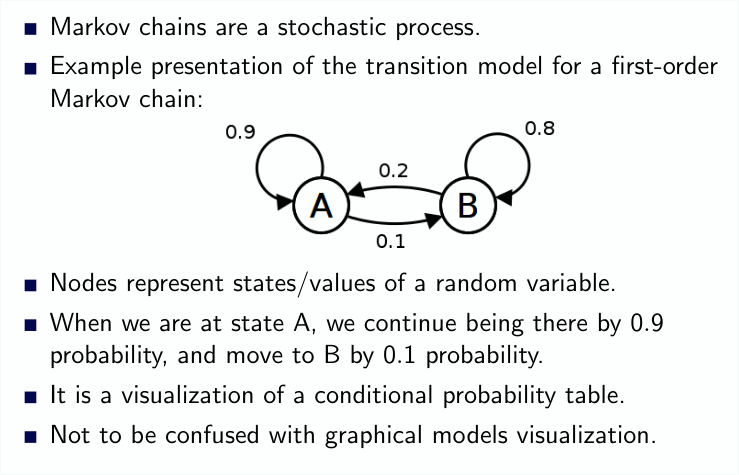 Markov chains are a stochastic process.
Example presentation of the transition model for a first-order
Markov chain:
0.9
0.8
0.2
A
B
0.1
Nodes represent states/values of a random variable.
When we are at state A, we continue being there by 0.9
probability, and move to B by 0.1 probability.
It is a visualization of a conditional probability table.
Not to be confused with graphical models visualization.